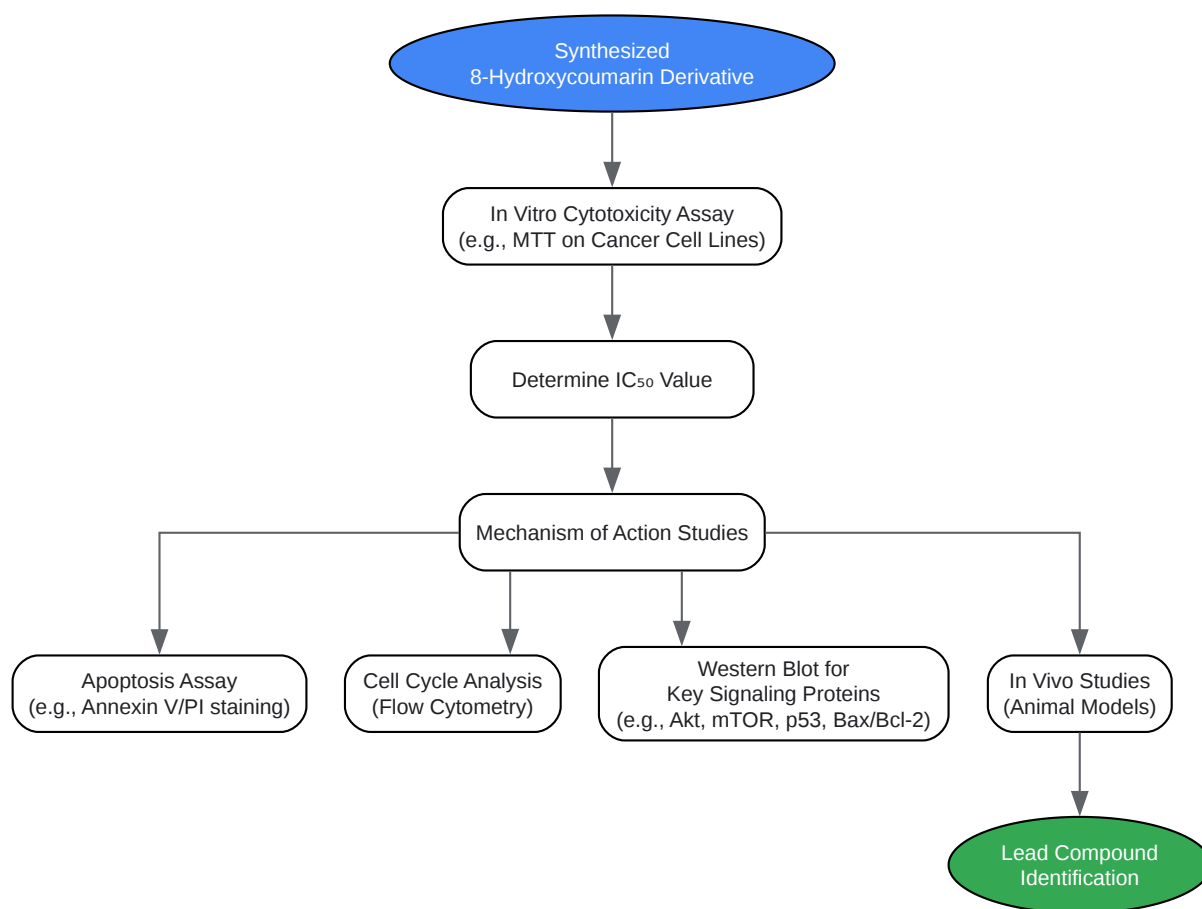 Synthesized
8-Hydroxycoumarin Derivative
In Vitro Cytotoxicity Assay
(e.g., MTT on Cancer Cell Lines)
Determine IC₅₀ Value
Mechanism of Action Studies
Apoptosis Assay
(e.g., Annexin V/PI staining)
Cell Cycle Analysis
(Flow Cytometry)
Western Blot for
Key Signaling Proteins
(e.g., Akt, mTOR, p53, Bax/Bcl-2)
In Vivo Studies
(Animal Models)
Lead Compound
Identification